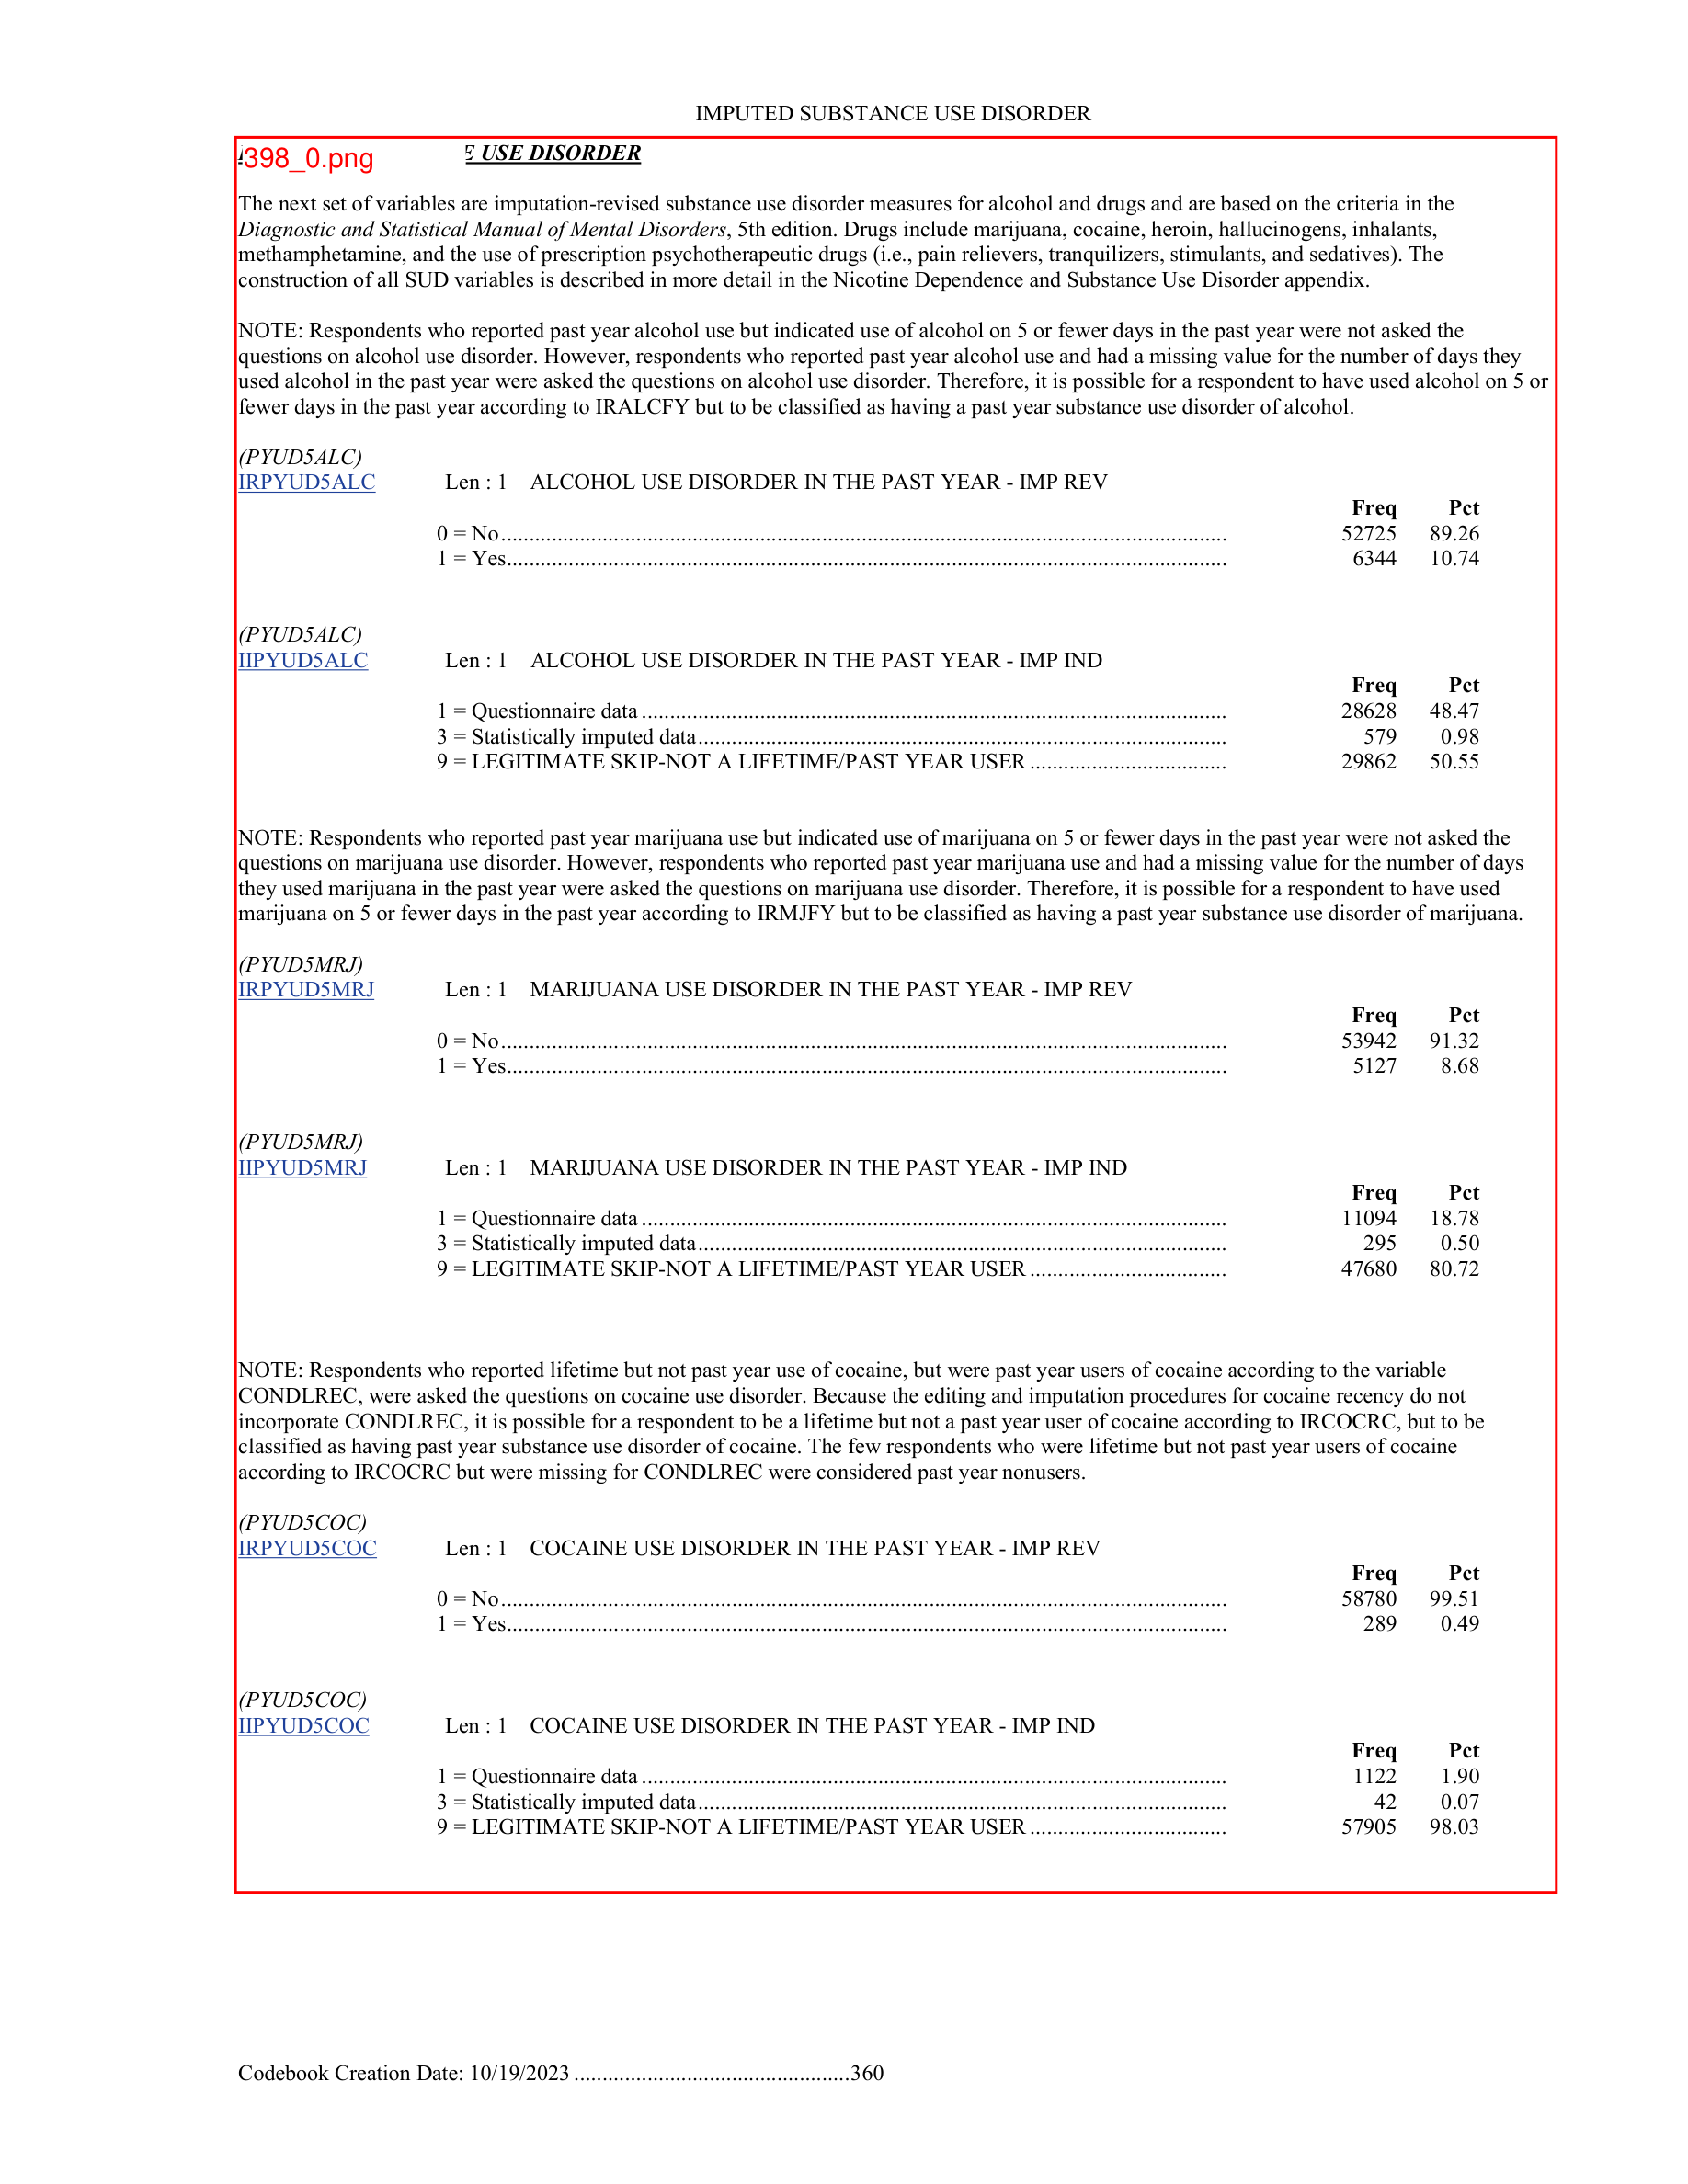 IMPUTED SUBSTANCE USE DISORDER
398_0.png USE DISORDER
The next set of variables are imputation-revised substance use disorder measures for alcohol and drugs and are based on the criteria in the
Diagnostic and Statistical Manual of Mental Disorders, 5th edition. Drugs include marijuana, cocaine, heroin, hallucinogens, inhalants,
methamphetamine, and the use of prescription psychotherapeutic drugs (i.e., pain relievers, tranquilizers, stimulants, and sedatives). The
construction of all SUD variables is described in more detail in the Nicotine Dependence and Substance Use Disorder appendix.
NOTE: Respondents who reported past year alcohol use but indicated use of alcohol on 5 or fewer days in the past year were not asked the
questions on alcohol use disorder. However, respondents who reported past year alcohol use and had a missing value for the number of days they
used alcohol in the past year were asked the questions on alcohol use disorder. Therefore, it is possible for a respondent to have used alcohol on 5 or
fewer days in the past year according to IRALCFY but to be classified as having a past year substance use disorder of alcohol.
(PYUD5ALC)
IRPYUD5ALC Len : 1 ALCOHOL USE DISORDER IN THE PAST YEAR - IMP REV
Freq Pct
0 = No.................................................................................................................................. 52725 89.26
1 = Yes................................................................................................................................ 6344 10.74
(PYUD5ALC)
IIPYUD5ALC Len : 1 ALCOHOL USE DISORDER IN THE PAST YEAR - IMP IND
Freq Pct
1 = Questionnaire data ........................................................................................................ 28628 48.47
3 = Statistically imputed data.............................................................................................. 579 0.98
9 = LEGITIMATE SKIP-NOT A LIFETIME/PAST YEAR USER ................................... 29862 50.55
NOTE: Respondents who reported past year marijuana use but indicated use of marijuana on 5 or fewer days in the past year were not asked the
questions on marijuana use disorder. However, respondents who reported past year marijuana use and had a missing value for the number of days
they used marijuana in the past year were asked the questions on marijuana use disorder. Therefore, it is possible for a respondent to have used
marijuana on 5 or fewer days in the past year according to IRMJFY but to be classified as having a past year substance use disorder of marijuana.
(PYUD5MRJ)
IRPYUD5MRJ Len : 1 MARIJUANA USE DISORDER IN THE PAST YEAR - IMP REV
Freq Pct
0 = No.................................................................................................................................. 53942 91.32
1 = Yes................................................................................................................................ 5127 8.68
(PYUD5MRJ)
IIPYUD5MRJ Len : 1 MARIJUANA USE DISORDER IN THE PAST YEAR - IMP IND
Freq Pct
1 = Questionnaire data ........................................................................................................ 11094 18.78
3 = Statistically imputed data.............................................................................................. 295 0.50
9 = LEGITIMATE SKIP-NOT A LIFETIME/PAST YEAR USER ................................... 47680 80.72
NOTE: Respondents who reported lifetime but not past year use of cocaine, but were past year users of cocaine according to the variable
CONDLREC, were asked the questions on cocaine use disorder. Because the editing and imputation procedures for cocaine recency do not
incorporate CONDLREC, it is possible for a respondent to be a lifetime but not a past year user of cocaine according to IRCOCRC, but to be
classified as having past year substance use disorder of cocaine. The few respondents who were lifetime but not past year users of cocaine
according to IRCOCRC but were missing for CONDLREC were considered past year nonusers.
(PYUD5COC)
IRPYUD5COC Len : 1 COCAINE USE DISORDER IN THE PAST YEAR - IMP REV
Freq Pct
0 = No.................................................................................................................................. 58780 99.51
1 = Yes................................................................................................................................ 289 0.49
(PYUD5COC)
IIPYUD5COC Len : 1 COCAINE USE DISORDER IN THE PAST YEAR - IMP IND
Freq Pct
1 = Questionnaire data ........................................................................................................ 1122 1.90
3 = Statistically imputed data.............................................................................................. 42 0.07
9 = LEGITIMATE SKIP-NOT A LIFETIME/PAST YEAR USER ................................... 57905 98.03
Codebook Creation Date: 10/19/2023 .................................................360